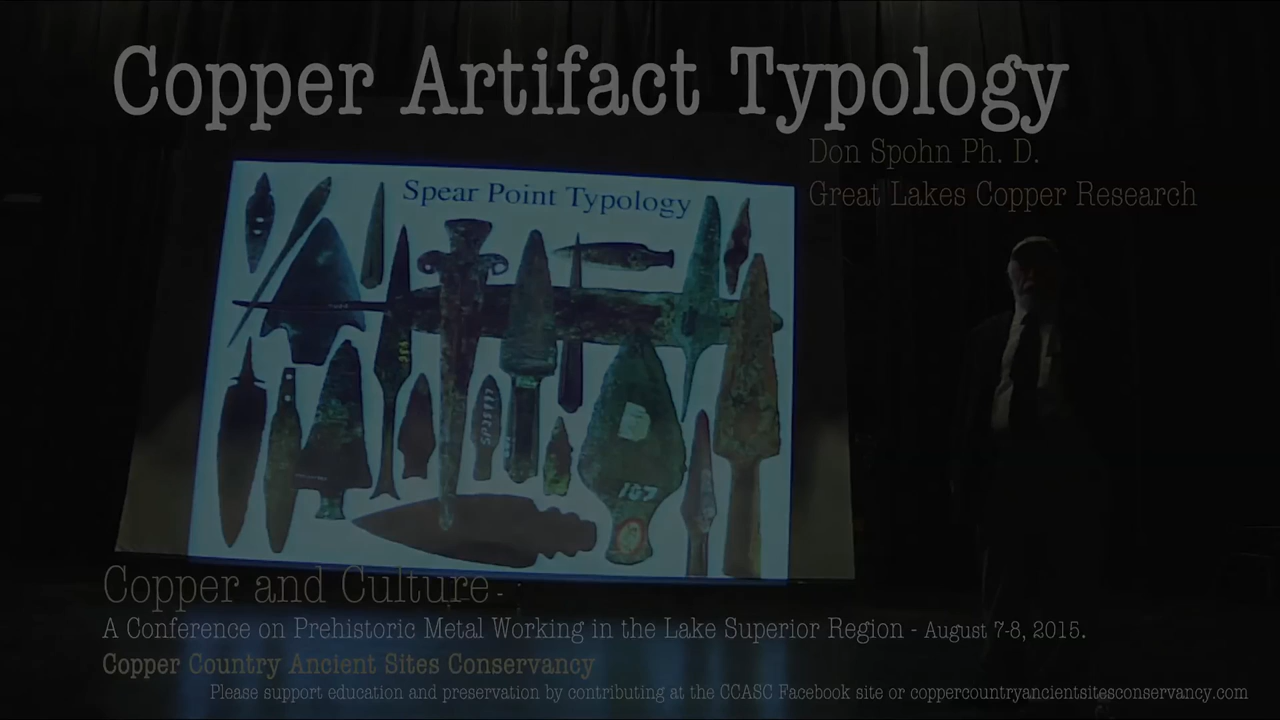 Copper Artifact Typology
Don Spohn Ph. D.
Great Lakes Copper Research
Spear Point Typology
107
Copper and Culture -
A Conference on Prehistoric Metal Working in the Lake Superior Region - August 7-8, 2015.
Copper Country Ancient Sites Conservancy
Please support education and preservation by contributing at the CCASC Facebook site or coppercountryancientsitesconservancy.com